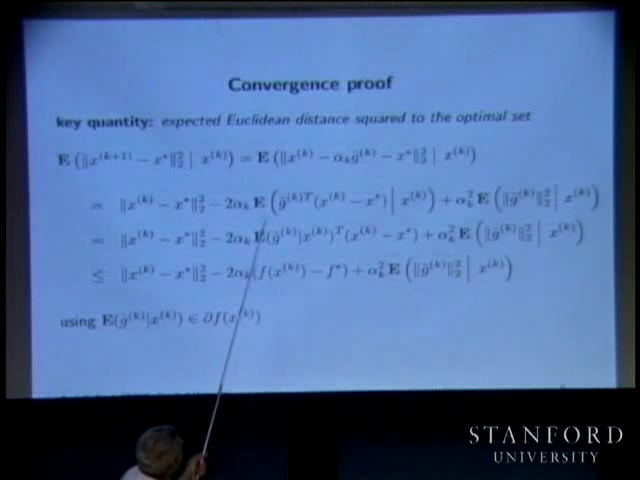 Convergence proof
key quantity: expected Euclidean distance squared to the optimal set
E (‖x^(k+1) − x*‖₂² | x^(k)) = E (‖x^(k) − α_k g̃^(k) − x*‖₂² | x^(k))
= ‖x^(k) − x*‖₂² − 2α_k E (g̃^(k)T (x^(k) − x*) | x^(k)) + α_k² E (‖g̃^(k)‖₂² | x^(k))
= ‖x^(k) − x*‖₂² − 2α_k E(g̃^(k)|x^(k))^T (x^(k) − x*) + α_k² E (‖g̃^(k)‖₂² | x^(k))
≤ ‖x^(k) − x*‖₂² − 2α_k(f(x^(k)) − f*) + α_k² E (‖g̃^(k)‖₂² | x^(k))
using E(g̃^(k)|x^(k)) ∈ ∂f(x^(k))
STANFORD
UNIVERSITY